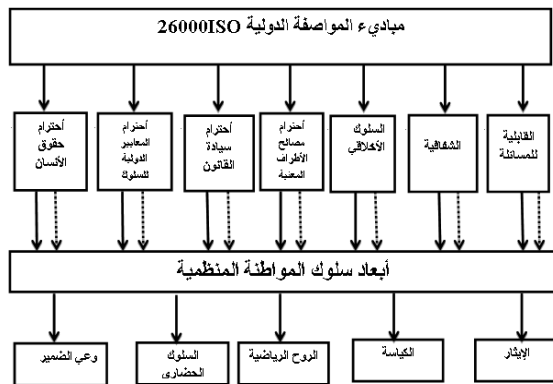 مباديء المواصفة الدولية 26000ISO
القابلية
للمسائلة
الشفافية
السلوك
الأخلاقي
أحترام
مصالح
الأطراف
المعنية
أحترام
سيادة
القانون
أحترام
المعايير
الدولية
للسلوك
أحترام
حقوق
الأنسان
أبعاد سلوك المواطنة المنظمية
الإيثار
الكياسة
الروح الرياضية
السلوك
الحضاري
وعي الضمير